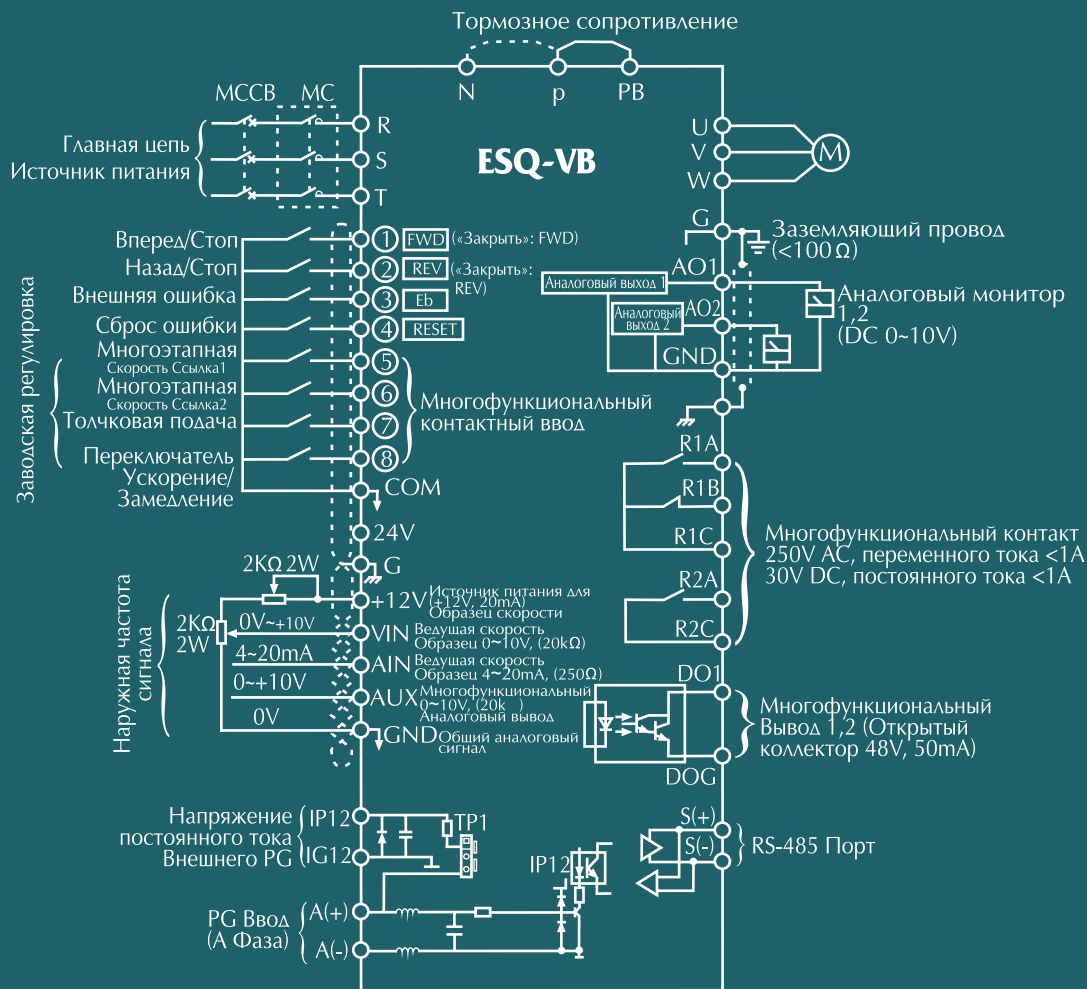 Тормозное сопротивление
N
p
PB
MCCB
MC
R
S
T
Главная цепь
Источник питания
ESQ-VB
U
V
W
M
G
Заземляющий провод
(<100 Ω)
Вперед/Стоп
1
FWD
(«Закрыть»: FWD)
Назад/Стоп
2
REV
(«Закрыть»:
REV)
Внешняя ошибка
3
Eb
Сброс ошибки
4
RESET
Многоэтапная
Скорость Ссылка1
5
Многоэтапная
Скорость Ссылка2
6
Толчковая подача
7
Переключатель
Ускорение/
Замедление
8
Заводская регулировка
Многофункциональный
контактный ввод
COM
24V
G
AO1
Аналоговый выход 1
AO2
Аналоговый
выход 2
GND
Аналоговый монитор
1,2
(DC 0~10V)
R1A
R1B
R1C
R2A
R2C
Многофункциональный контакт
250V AC, переменного тока <1A
30V DC, постоянного тока <1A
2KΩ 2W
2KΩ
2W
Наружная частота
сигнала
+12V
Источник питания для
(+12V, 20mA)
Образец скорости
0V~+10V
VIN
Ведущая скорость
Образец 0~10V, (20kΩ)
4~20mA
AIN
Ведущая скорость
Образец 4~20mA, (250Ω)
0~+10V
AUX
Многофункциональный
0~10V, (20k )
Аналоговый вывод
0V
GND
Общий аналоговый
сигнал
DO1
DOG
Многофункциональный
Вывод 1,2 (Открытый
коллектор 48V, 50mA)
Напряжение
постоянного тока
Внешнего PG
IP12
IG12
TP1
IP12
S(+)
S(-)
RS-485 Порт
PG Ввод
(А Фаза)
A(+)
A(-)